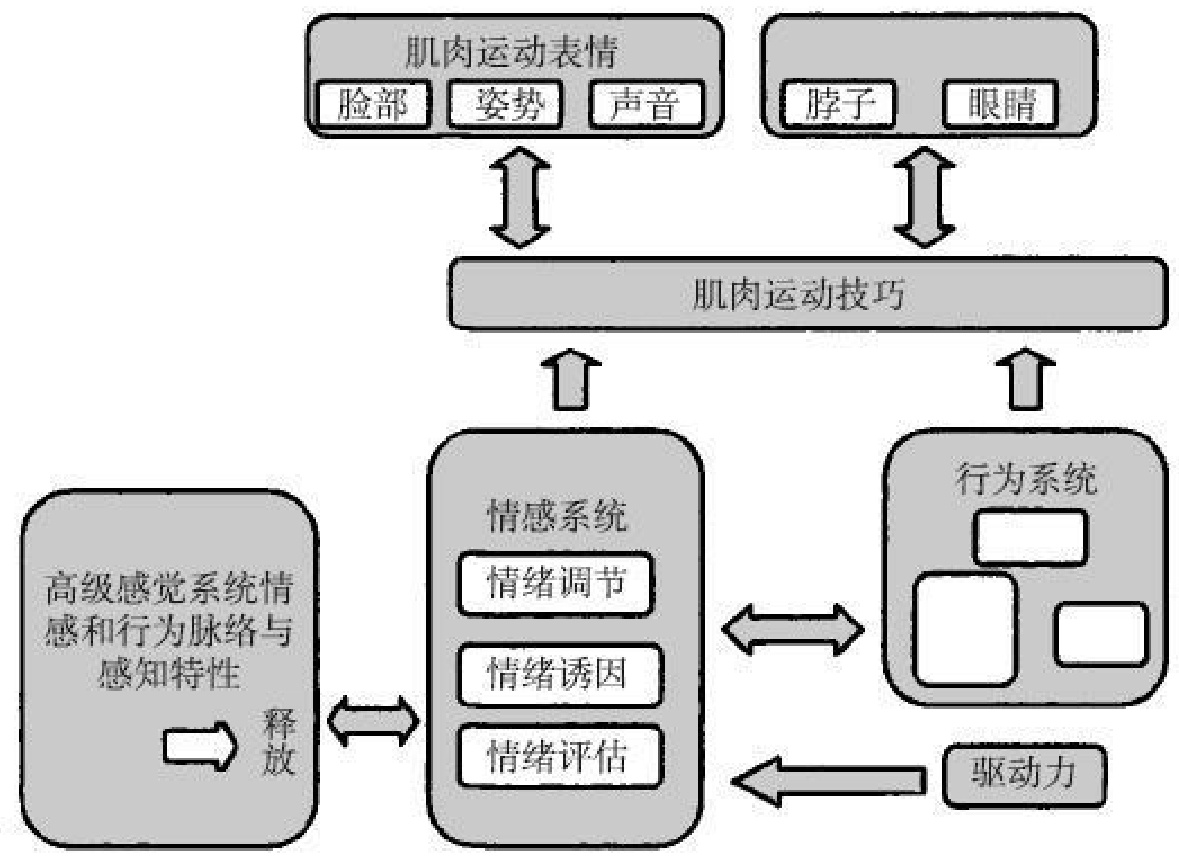 肌肉运动表情
脸部 姿势 声音
脖子 眼睛
肌肉运动技巧
行为系统
情感系统
情绪调节
情绪诱因
情绪评估
高级感觉系统情
感和行为脉络与
感知特性
释
放
驱动力